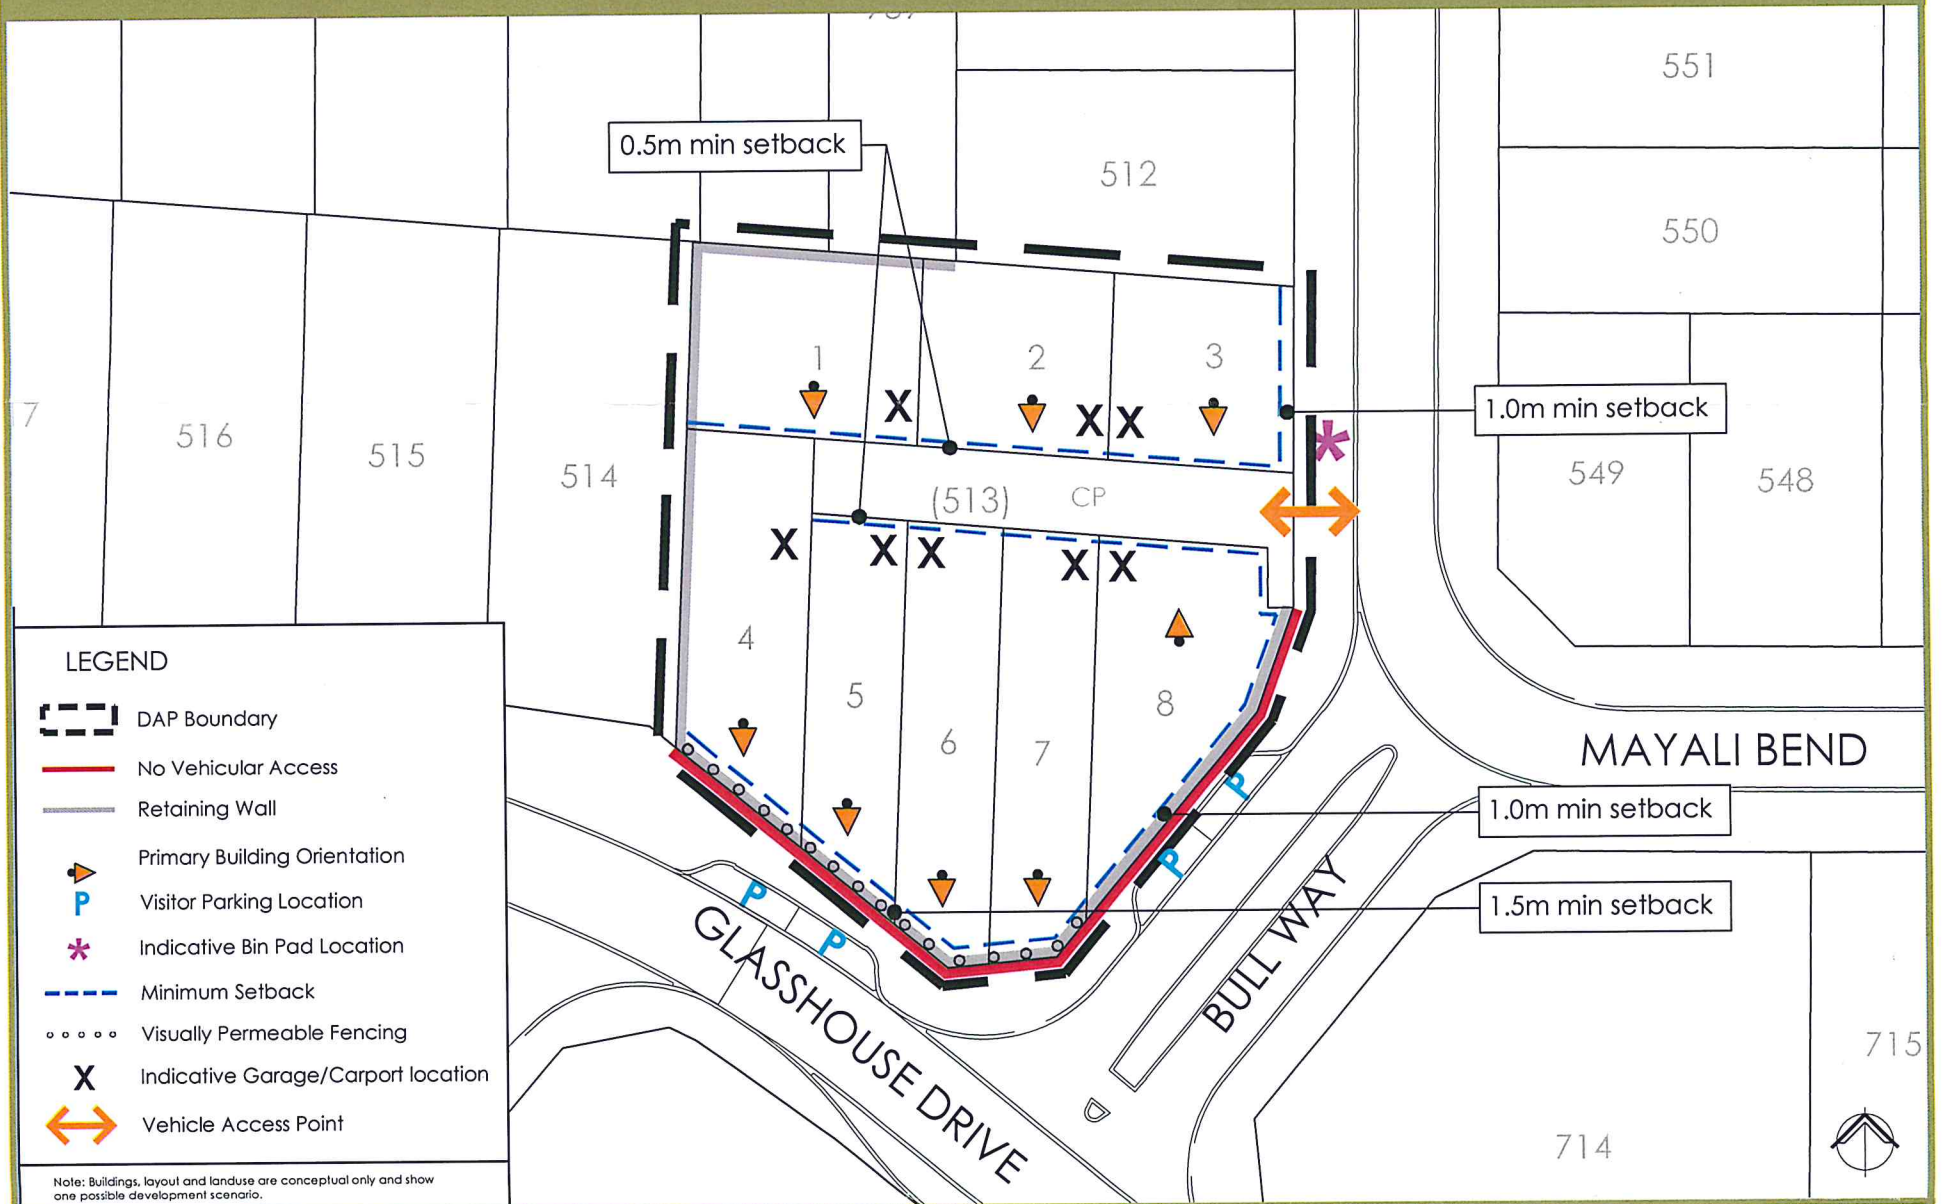 551
0.5m min setback
512
550
1
2
3
1.0m min setback
7
516
515
514
549
548
(513)
CP
X
X X
X
X X
X X
4
5
6
7
8
LEGEND
DAP Boundary
No Vehicular Access
Retaining Wall
Primary Building Orientation
P Visitor Parking Location
* Indicative Bin Pad Location
Minimum Setback
Visually Permeable Fencing
X Indicative Garage/Carport location
Vehicle Access Point
Note: Buildings, layout and landuse are conceptual only and show
one possible development scenario.
MAYALI BEND
1.0m min setback
1.5m min setback
P
P
P
P
GLASSHOUSE DRIVE
BULL WAY
715
714